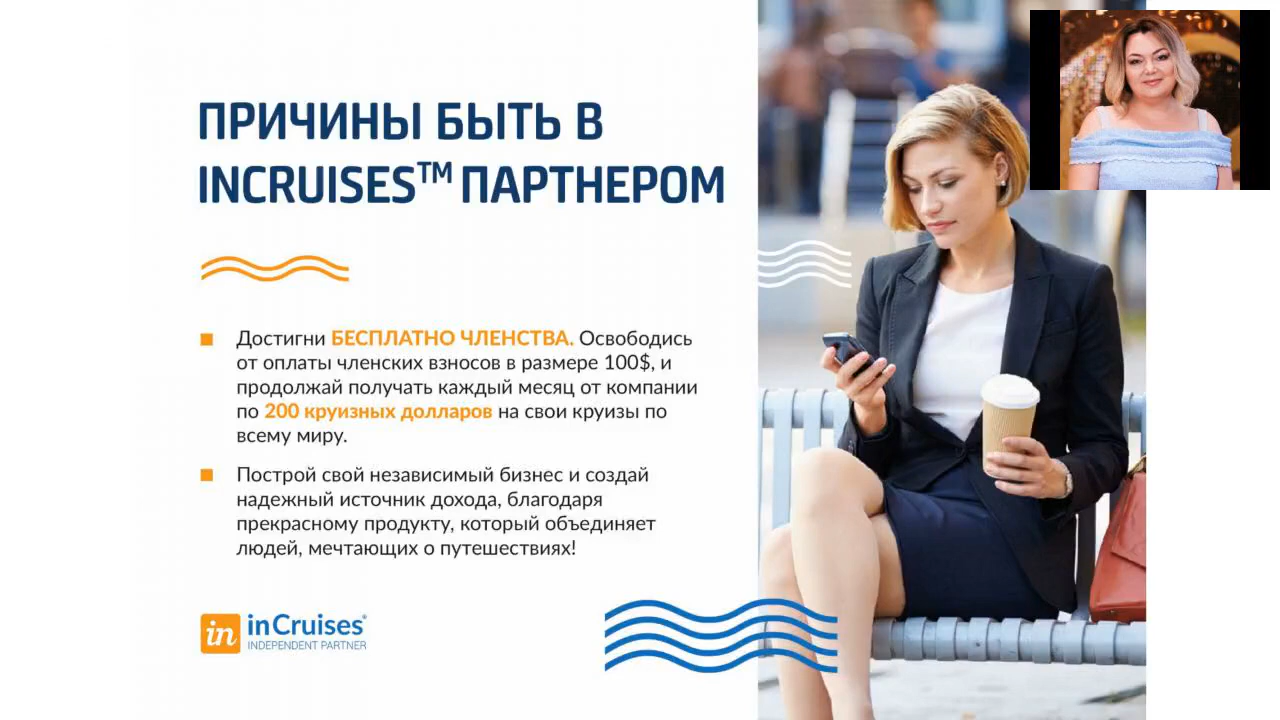 ПРИЧИНЫ БЫТЬ В
INCRUISES™ ПАРТНЕРОМ
Достигни БЕСПЛАТНО ЧЛЕНСТВА. Освободись
от оплаты членских взносов в размере 100$, и
продолжай получать каждый месяц от компании
по 200 круизных долларов на свои круизы по
всему миру.
Построй свой независимый бизнес и создай
надежный источник дохода, благодаря
прекрасному продукту, который объединяет
людей, мечтающих о путешествиях!
in inCruises®
INDEPENDENT PARTNER